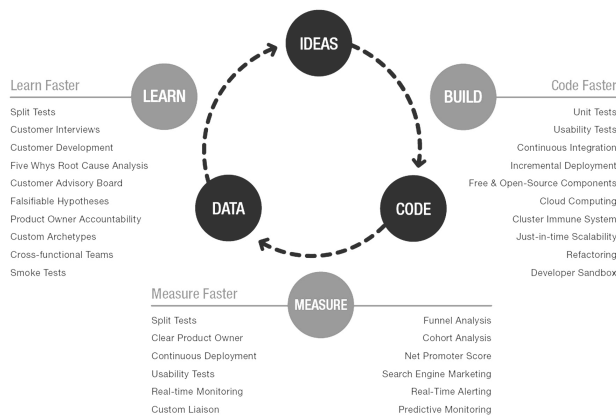 IDEAS
LEARN
BUILD
DATA
CODE
MEASURE
Learn Faster
Split Tests
Customer Interviews
Customer Development
Five Whys Root Cause Analysis
Customer Advisory Board
Falsifiable Hypotheses
Product Owner Accountability
Custom Archetypes
Cross-functional Teams
Smoke Tests
Code Faster
Unit Tests
Usability Tests
Continuous Integration
Incremental Deployment
Free & Open-Source Components
Cloud Computing
Cluster Immune System
Just-in-time Scalability
Refactoring
Developer Sandbox
Measure Faster
Split Tests
Clear Product Owner
Continuous Deployment
Usability Tests
Real-time Monitoring
Custom Liaison
Funnel Analysis
Cohort Analysis
Net Promoter Score
Search Engine Marketing
Real-Time Alerting
Predictive Monitoring